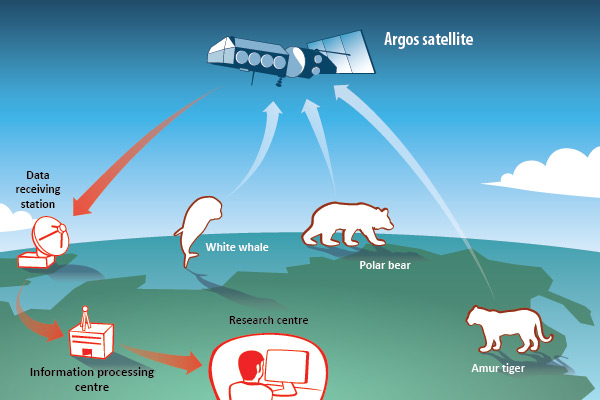 Argos satellite
Data
receiving
station
White whale
Polar bear
Research centre
Information processing
centre
Amur tiger